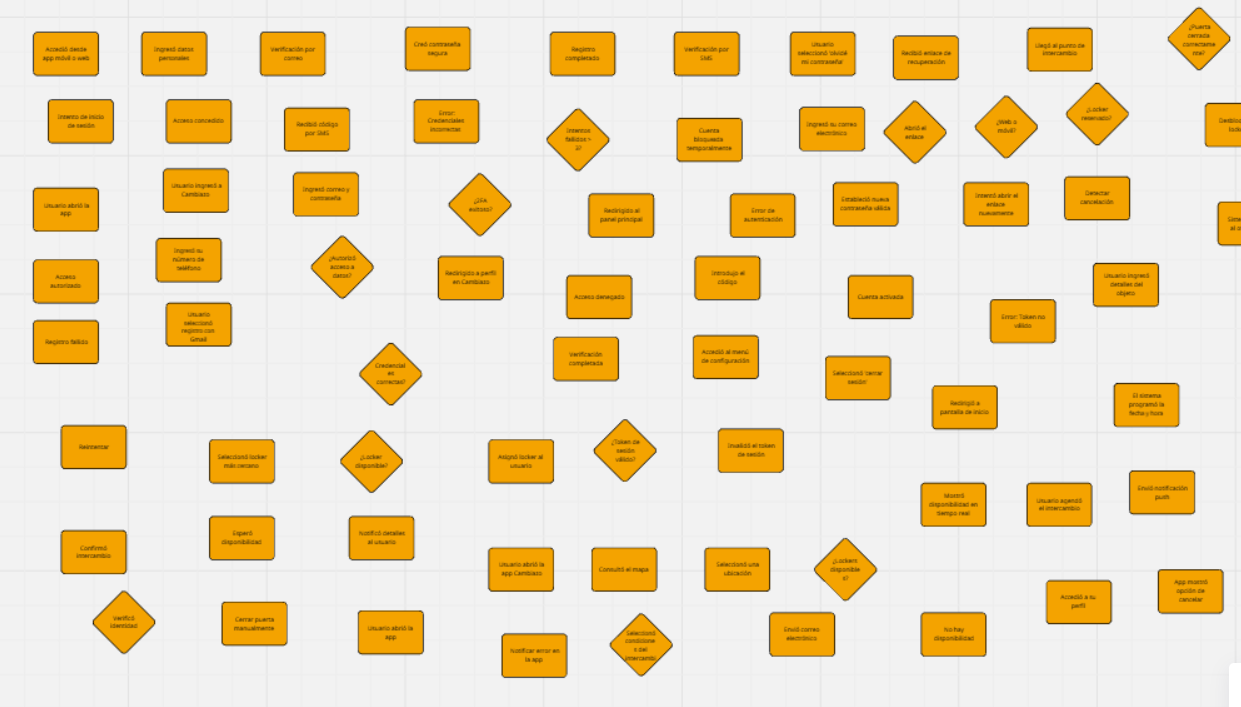 Accedió desde
app móvil o web
Ingresó datos
personales
Verificación por
correo
Creó contraseña
segura
Registro
completado
Verificación por
SMS
Usuario
seleccionó 'olvidé
mi contraseña'
Recibió enlace de
recuperación
Llegó al punto de
intercambio
¿Puerta
cerrada
correctame
nte?
Intento de inicio
de sesión
Acceso concedido
Recibió código
por SMS
Error:
Credenciales
incorrectas
Intentos
fallidos >
3?
Cuenta
bloqueada
temporalmente
Ingresó su correo
electrónico
Abrió el
enlace
¿Web o
móvil?
¿Locker
reservado?
Usuario abrió la
app
Usuario ingresó a
Cambiazo
Ingresó correo y
contraseña
¿2FA
exitoso?
Redirigido al
panel principal
Error de
autenticación
Estableció nueva
contraseña válida
Intentó abrir el
enlace
nuevamente
Detectar
cancelación
Acceso
autorizado
Ingresó su
número de
teléfono
¿Autorizó
acceso a
datos?
Redirigido a perfil
en Cambiazo
Acceso denegado
Introdujo el
código
Cuenta activada
Error: Token no
válido
Usuario ingresó
detalles del
objeto
Registro fallido
Usuario
seleccionó
registro con
Gmail
Credencial
es
correctas?
Verificación
completada
Accedió al menú
de configuración
Seleccionó 'cerrar
sesión'
Redirigió a
pantalla de inicio
El sistema
programó la
fecha y hora
Reintentar
Seleccionó locker
más cercano
¿Locker
disponible?
Asignó locker al
usuario
¿Token de
sesión
válido?
Invalidó el token
de sesión
Mostró
disponibilidad en
tiempo real
Usuario agendó
el intercambio
Envió notificación
push
Confirmó
intercambio
Esperó
disponibilidad
Notificó detalles
al usuario
Usuario abrió la
app Cambiazo
Consultó el mapa
Seleccionó una
ubicación
¿Lockers
disponible
s?
Accedió a su
perfil
App mostró
opción de
cancelar
Verificó
identidad
Cerrar puerta
manualmente
Usuario abrió la
app
Notificar error en
la app
Seleccionó
condicione
s del
intercambi
Envió correo
electrónico
No hay
disponibilidad